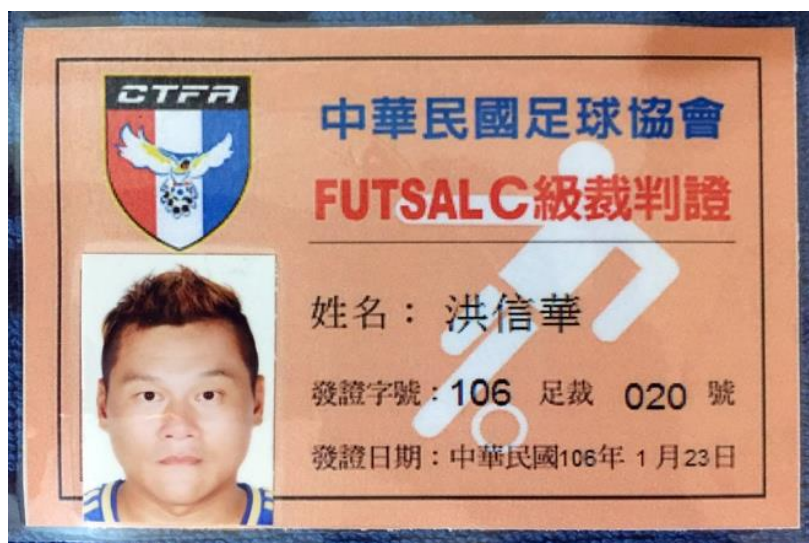 CTFA
中華民國足球協會
FUTSAL C級裁判證
姓名：洪信華
發證字號：106 足裁 020 號
發證日期：中華民國106年 1 月23日